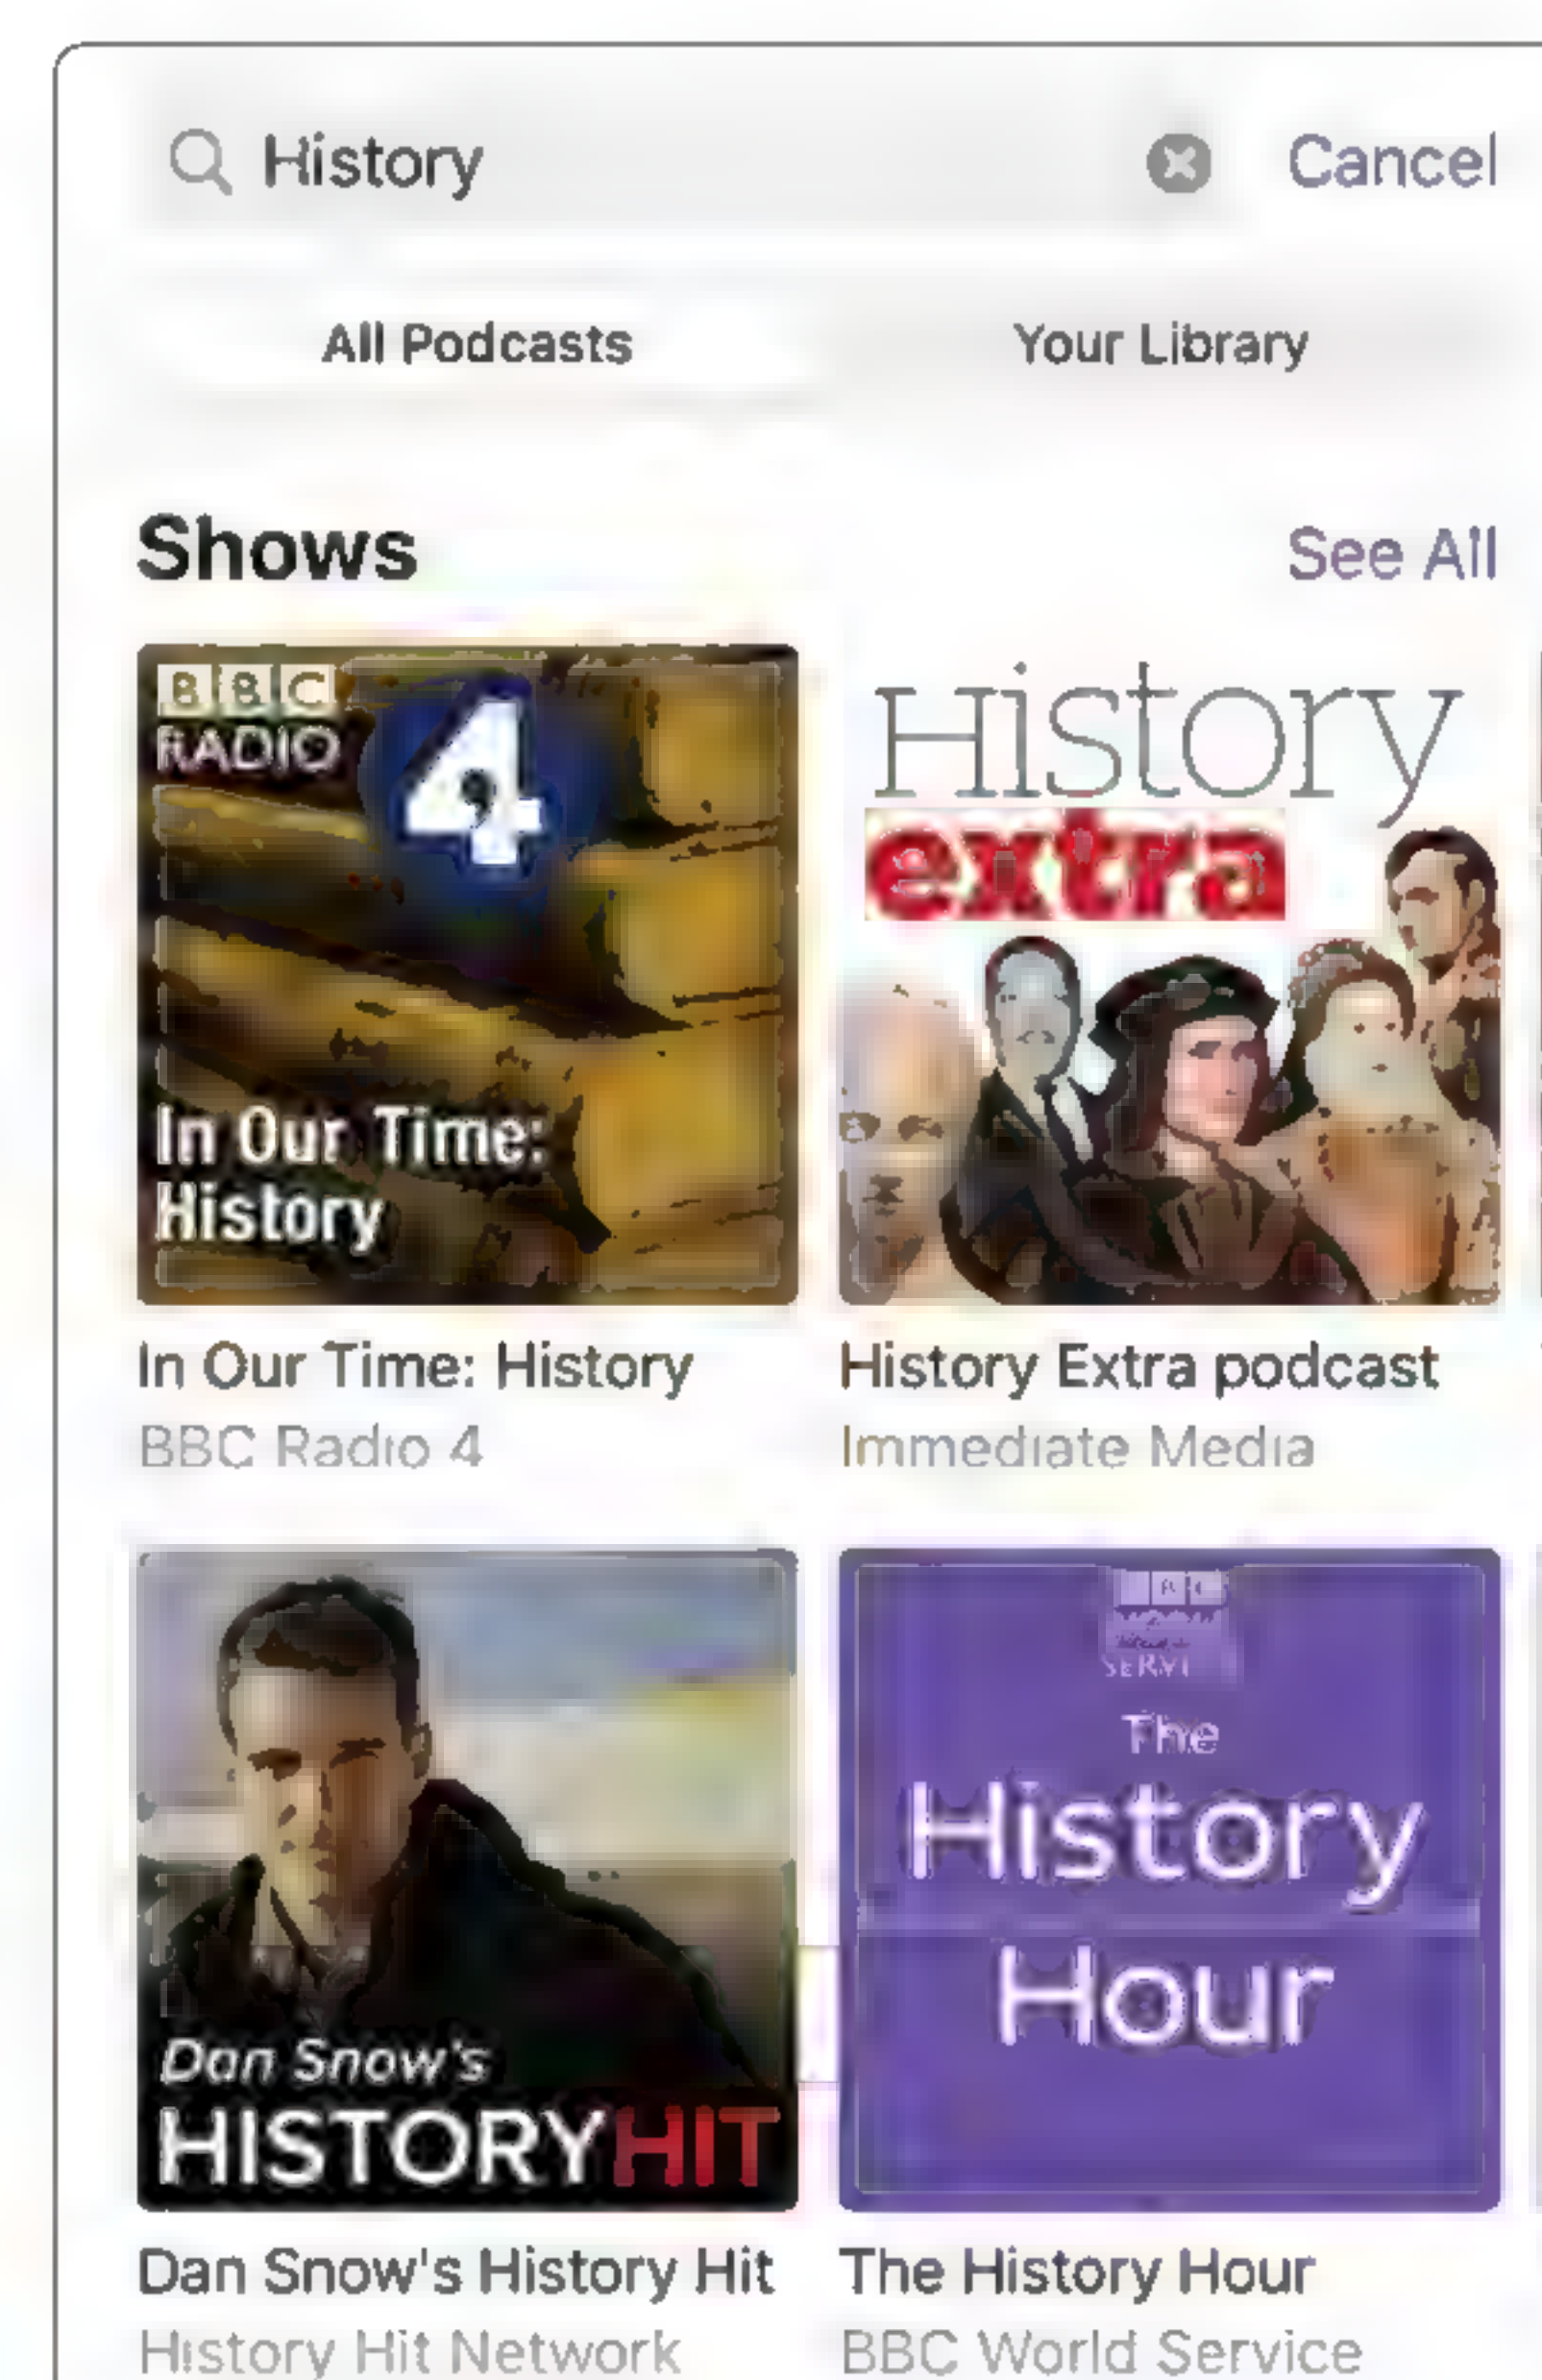 History
Cancel
All Podcasts
Your Library
Shows
See All
BBC
RADIO
4
In Our Time:
History
History
extra
In Our Time: History
BBC Radio 4
History Extra podcast
Immediate Media
Dan Snow's
HISTORYHIT
The
History
Hour
Dan Snow's History Hit
History Hit Network
The History Hour
BBC World Service